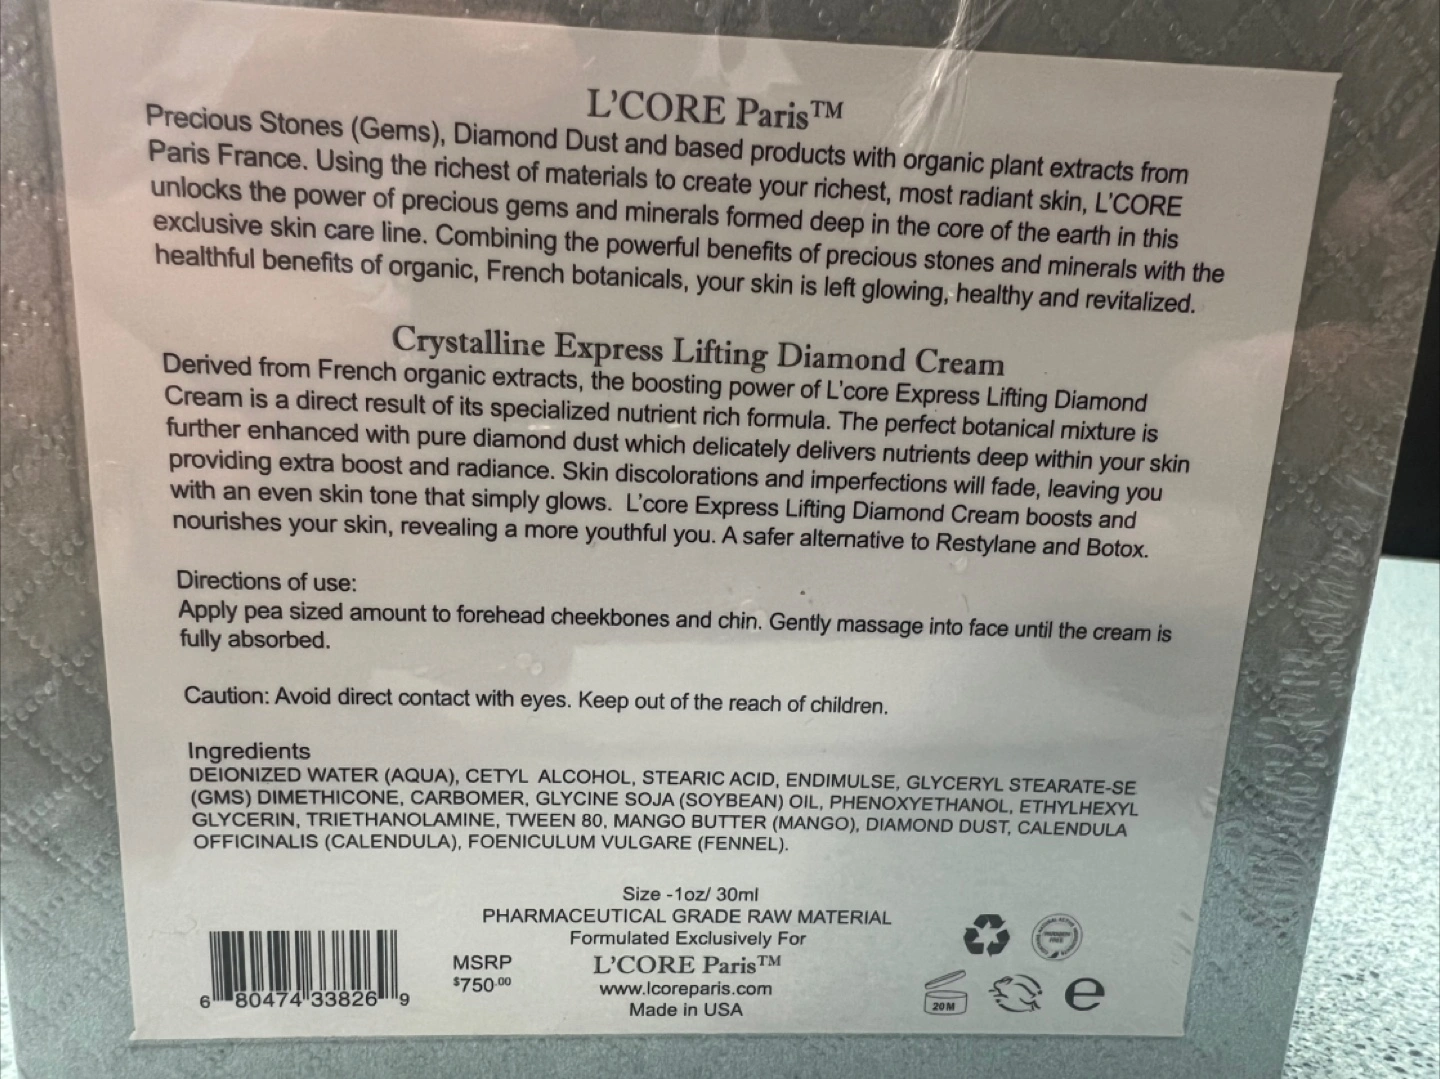 L'CORE Paris™
Precious Stones (Gems), Diamond Dust and based products with organic plant extracts from
Paris France. Using the richest of materials to create your richest, most radiant skin, L'CORE
unlocks the power of precious gems and minerals formed deep in the core of the earth in this
exclusive skin care line. Combining the powerful benefits of precious stones and minerals with the
healthful benefits of organic, French botanicals, your skin is left glowing, healthy and revitalized.
Crystalline Express Lifting Diamond Cream
Derived from French organic extracts, the boosting power of L'core Express Lifting Diamond
Cream is a direct result of its specialized nutrient rich formula. The perfect botanical mixture is
further enhanced with pure diamond dust which delicately delivers nutrients deep within your skin
providing extra boost and radiance. Skin discolorations and imperfections will fade, leaving you
with an even skin tone that simply glows. L'core Express Lifting Diamond Cream boosts and
nourishes your skin, revealing a more youthful you. A safer alternative to Restylane and Botox.
Directions of use:
Apply pea sized amount to forehead cheekbones and chin. Gently massage into face until the cream is
fully absorbed.
Caution: Avoid direct contact with eyes. Keep out of the reach of children.
Ingredients
DEIONIZED WATER (AQUA), CETYL ALCOHOL, STEARIC ACID, ENDIMULSE, GLYCERYL STEARATE-SE
(GMS) DIMETHICONE, CARBOMER, GLYCINE SOJA (SOYBEAN) OIL, PHENOXYETHANOL, ETHYLHEXYL
GLYCERIN, TRIETHANOLAMINE, TWEEN 80, MANGO BUTTER (MANGO), DIAMOND DUST, CALENDULA
OFFICINALIS (CALENDULA), FOENICULUM VULGARE (FENNEL).
Size -1oz/ 30ml
PHARMACEUTICAL GRADE RAW MATERIAL
Formulated Exclusively For
L'CORE Paris™
www.lcoreparis.com
Made in USA
MSRP
$750.00
6 80474 33826 9
FREE
20M
e